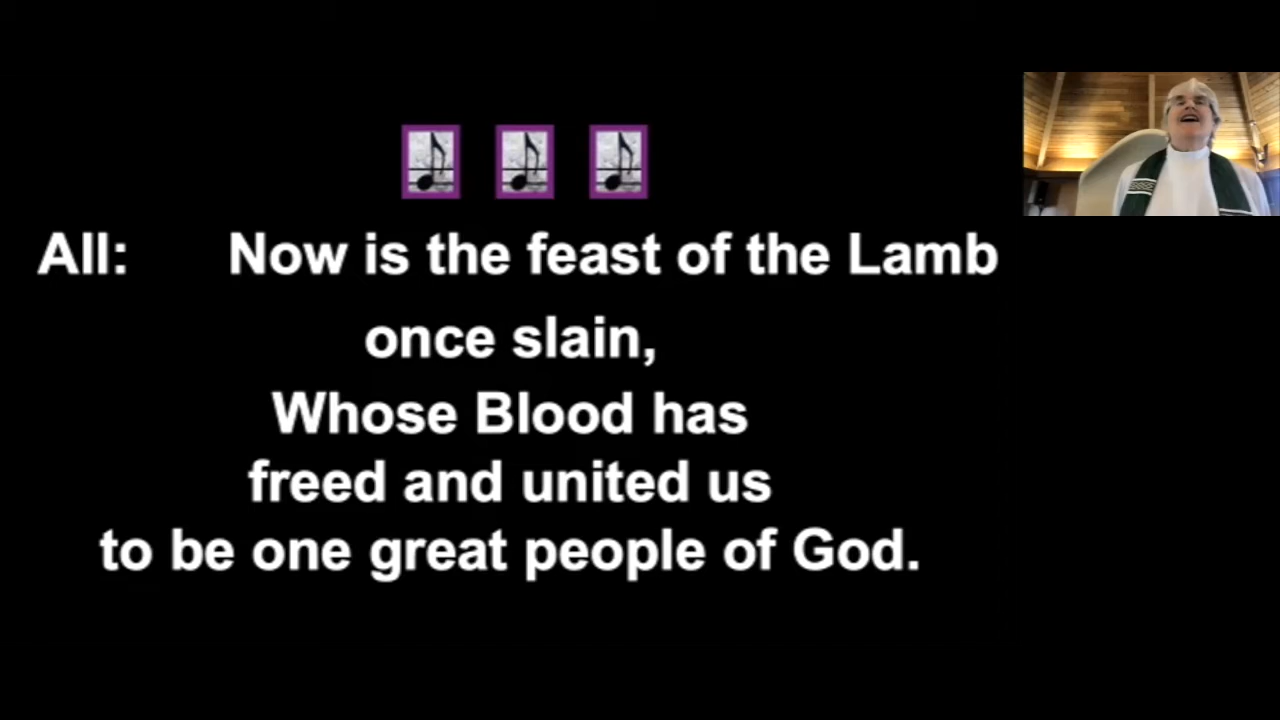 All: Now is the feast of the Lamb
once slain,
Whose Blood has
freed and united us
to be one great people of God.